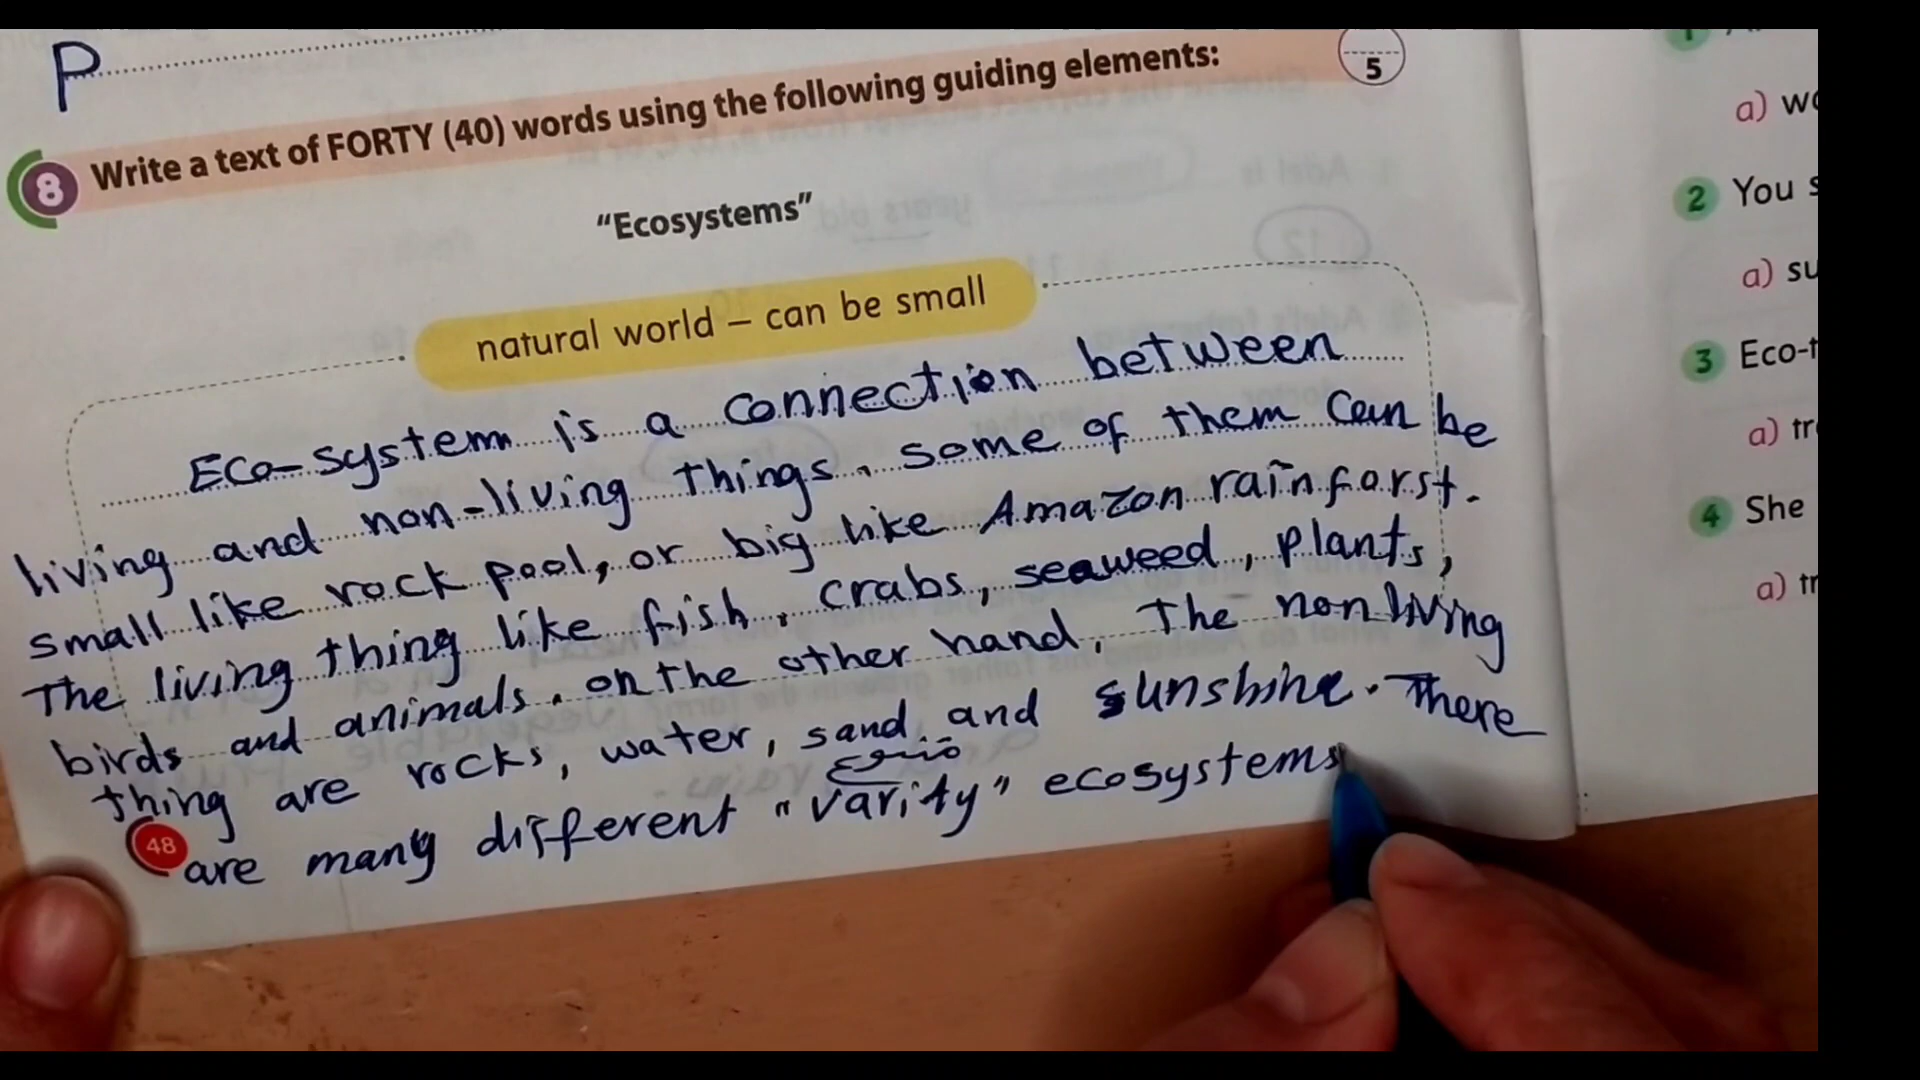 P
5
8 Write a text of FORTY (40) words using the following guiding elements:
"Ecosystems"
natural world – can be small
Eco-system is a connection between
living and non-living things. some of them can be
small like rock pool, or big like Amazon rainforst.
The living thing like fish, crabs, seaweed, plants,
birds and animals. on the other hand. The nonliving
thing are rocks, water, sand and sunshine. There
are many different "varity" ecosystems
48
1
a) wo
2 You s
a) su
3 Eco-t
a) tr
4 She
a) tr